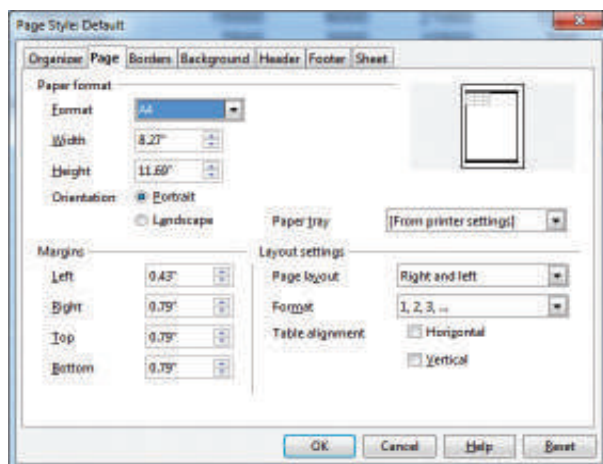 Page Style: Default
Organizer Page Borders Background Header Footer Sheet
Paper format
Format A4
Width 8.27"
Height 11.69"
Orientation Portrait
Landscape
Paper tray [From printer settings]
Margins
Left 0.43"
Right 0.79"
Top 0.79"
Bottom 0.79"
Layout settings
Page layout Right and left
Format 1, 2, 3, ...
Table alignment Horizontal
Vertical
OK Cancel Help Reset